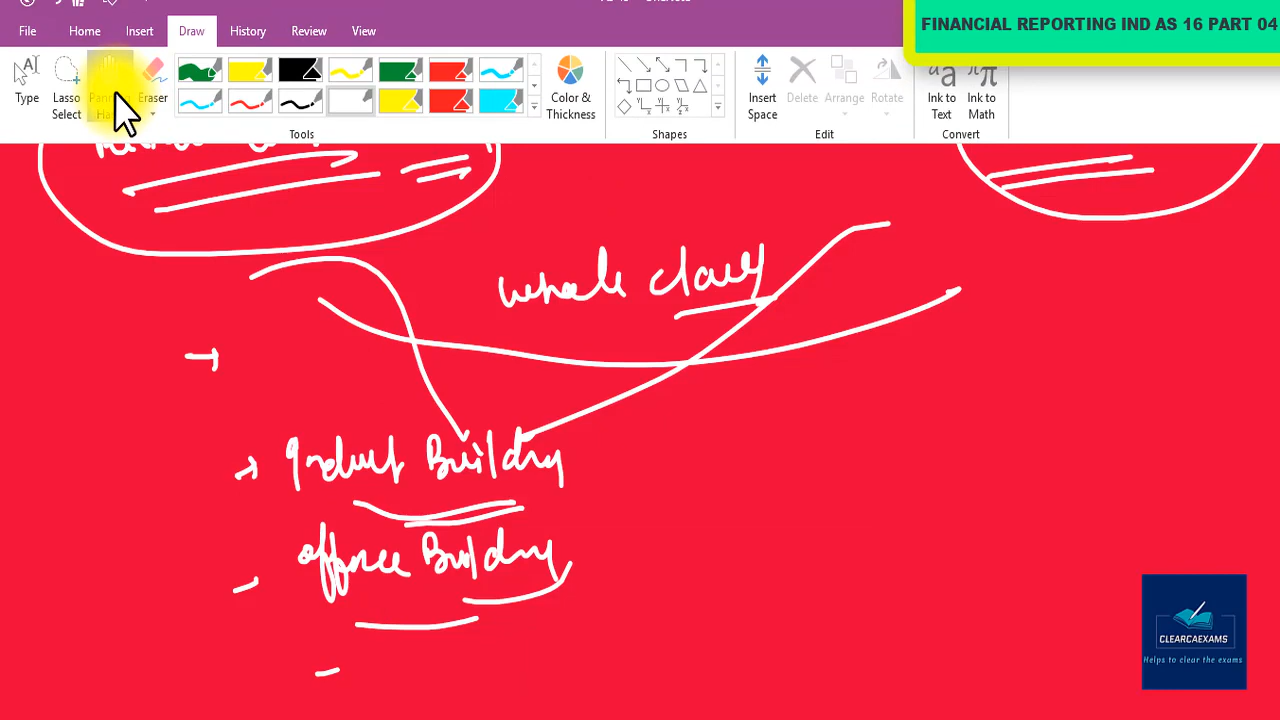 FINANCIAL REPORTING IND AS 16 PART 04
File Home Insert Draw History Review View
Type
Lasso Select
Eraser
Color & Thickness
Insert Space
Delete
Arrange
Rotate
Ink to Text
Ink to Math
Tools
Shapes
Edit
Convert
whole class
product Building
office Building
CLEARCAEXAMS
Helps to clear the exams